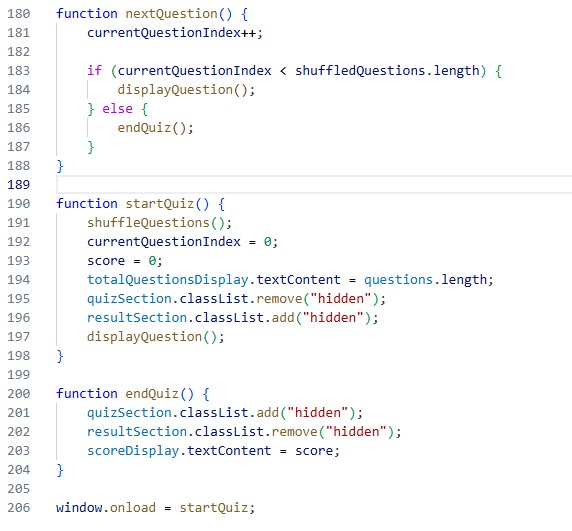 180 function nextQuestion() {
181     currentQuestionIndex++;
182
183     if (currentQuestionIndex < shuffledQuestions.length) {
184         displayQuestion();
185     } else {
186         endQuiz();
187     }
188 }
189
190 function startQuiz() {
191     shuffleQuestions();
192     currentQuestionIndex = 0;
193     score = 0;
194     totalQuestionsDisplay.textContent = questions.length;
195     quizSection.classList.remove("hidden");
196     resultSection.classList.add("hidden");
197     displayQuestion();
198 }
199
200 function endQuiz() {
201     quizSection.classList.add("hidden");
202     resultSection.classList.remove("hidden");
203     scoreDisplay.textContent = score;
204 }
205
206 window.onload = startQuiz;